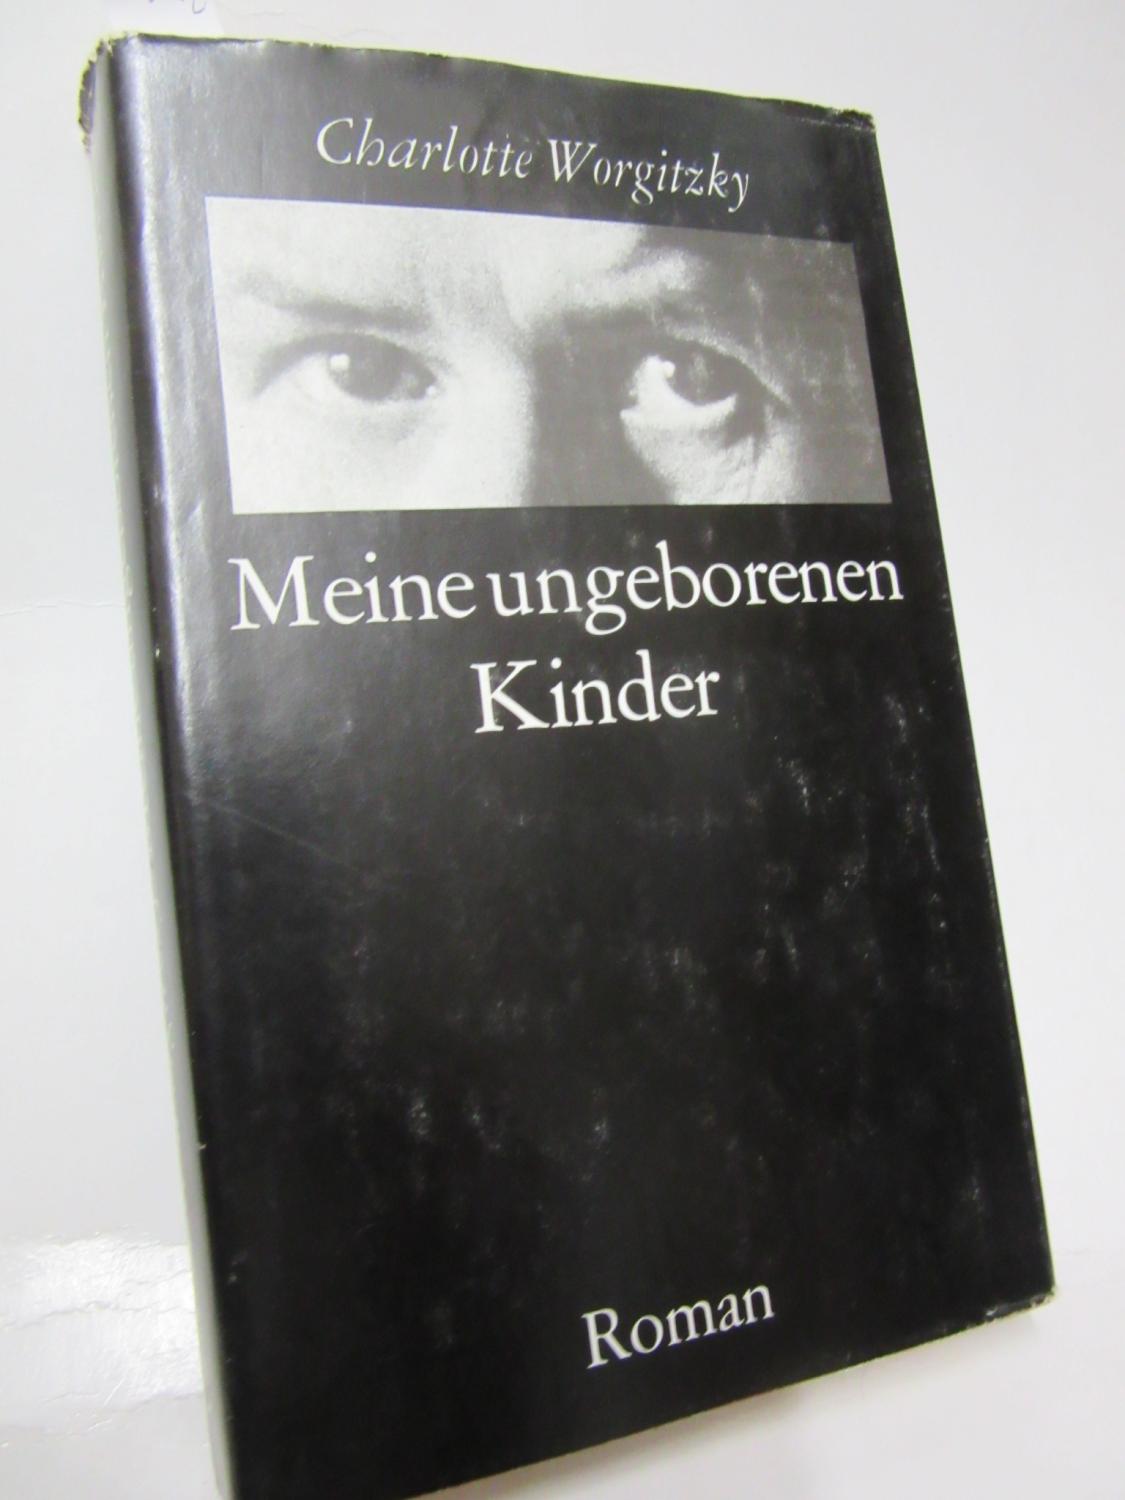 Charlotte Worgitzky
Meine ungeborenen
Kinder
Roman